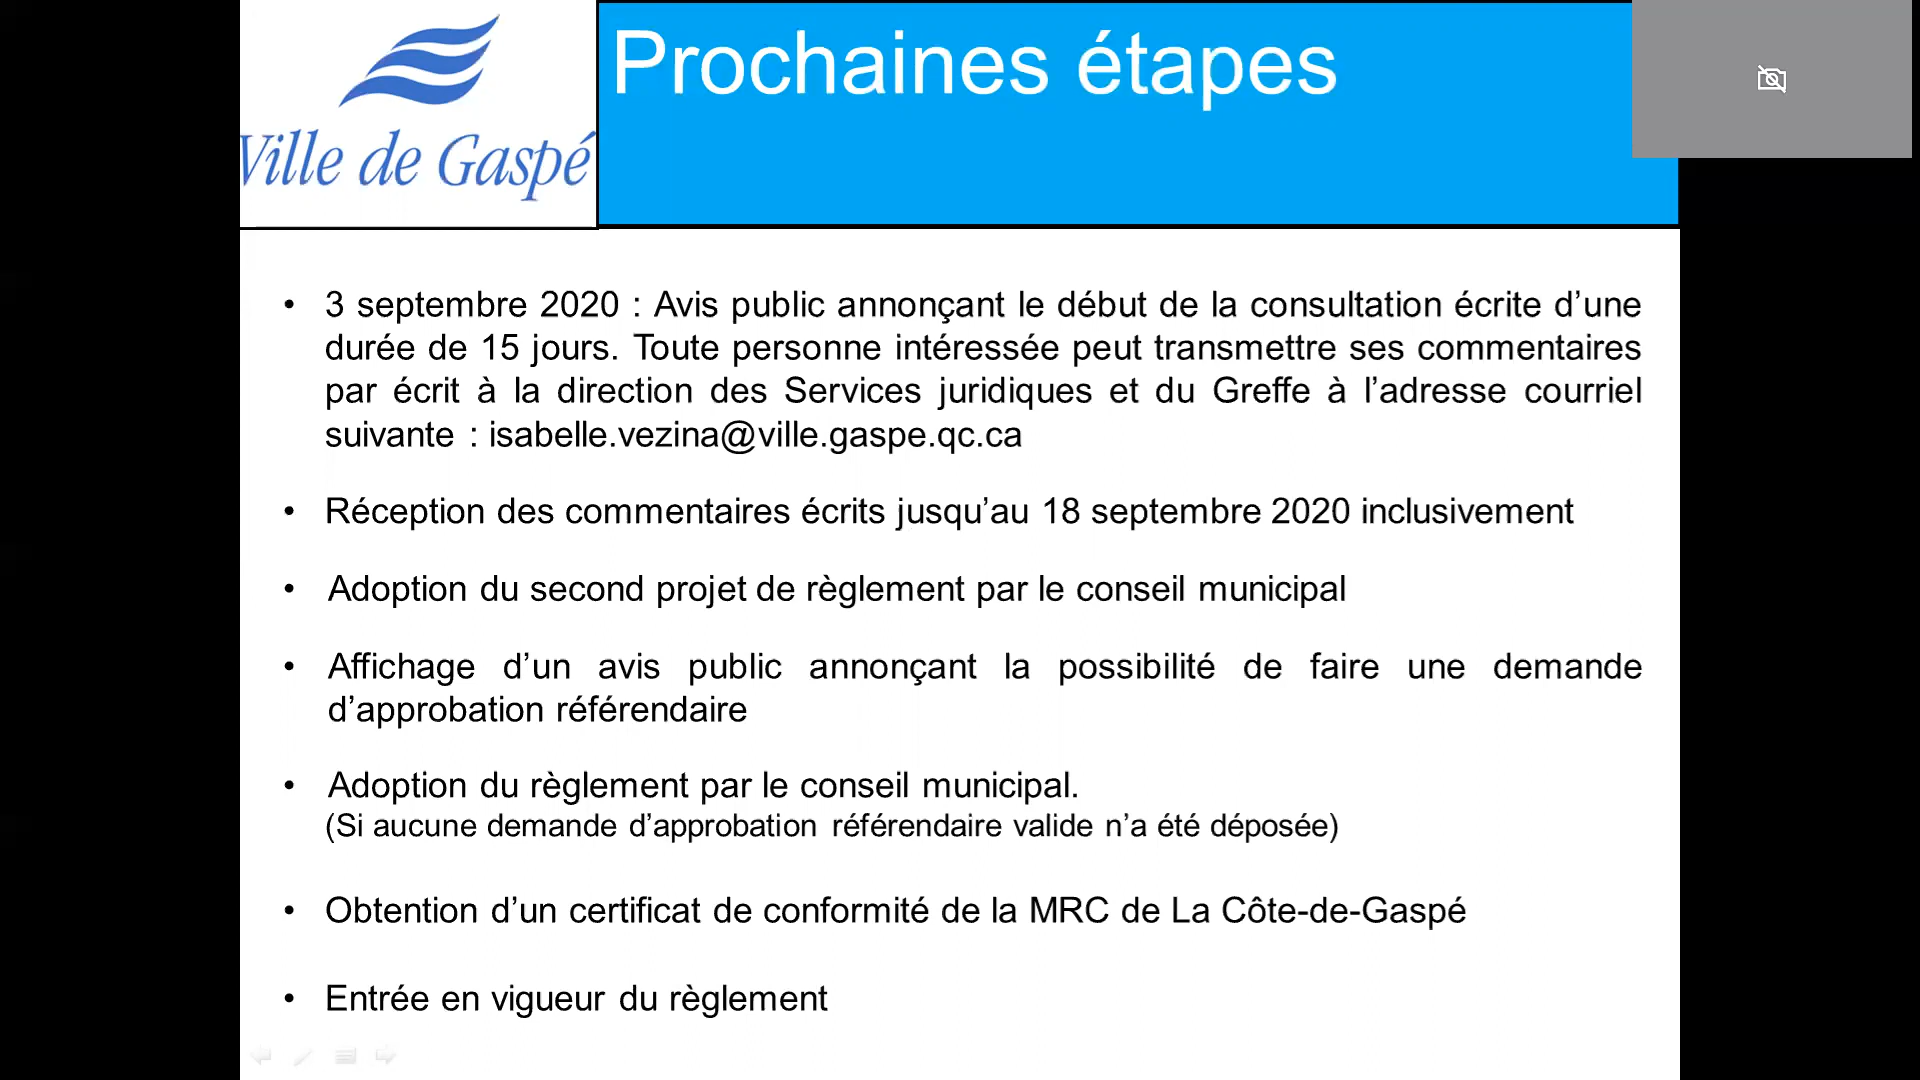 Ville de Gaspé
Prochaines étapes
• 3 septembre 2020 : Avis public annonçant le début de la consultation écrite d’une
durée de 15 jours. Toute personne intéressée peut transmettre ses commentaires
par écrit à la direction des Services juridiques et du Greffe à l’adresse courriel
suivante : isabelle.vezina@ville.gaspe.qc.ca
• Réception des commentaires écrits jusqu’au 18 septembre 2020 inclusivement
• Adoption du second projet de règlement par le conseil municipal
• Affichage d’un avis public annonçant la possibilité de faire une demande
d’approbation référendaire
• Adoption du règlement par le conseil municipal.
(Si aucune demande d’approbation référendaire valide n’a été déposée)
• Obtention d’un certificat de conformité de la MRC de La Côte-de-Gaspé
• Entrée en vigueur du règlement